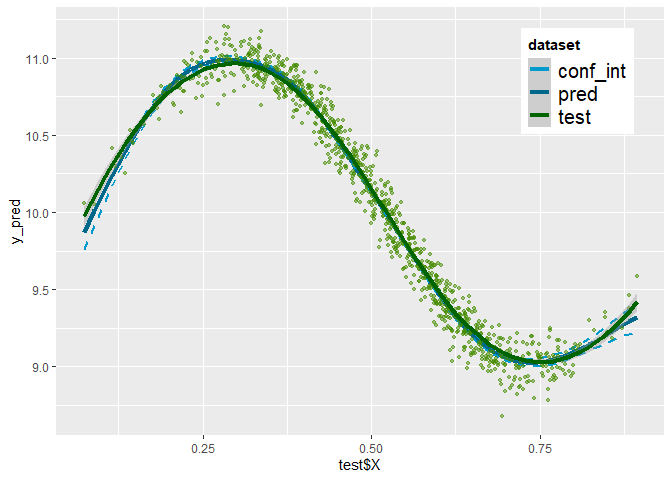 dataset
conf_int
pred
test
11.0
10.5
10.0
9.5
9.0
y_pred
0.25
0.50
0.75
test$X